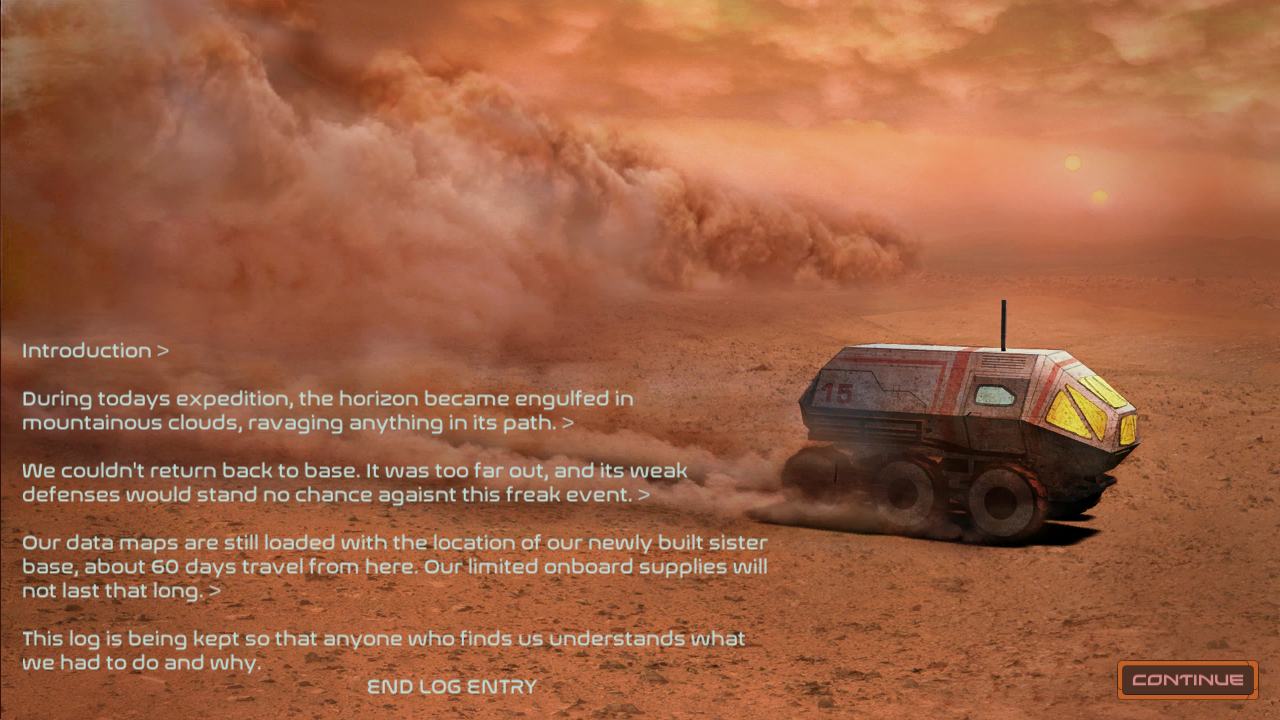 15
Introduction >
During todays expedition, the horizon became engulfed in
mountainous clouds, ravaging anything in its path. >
We couldn't return back to base. It was too far out, and its weak
defenses would stand no chance agaisnt this freak event. >
Our data maps are still loaded with the location of our newly built sister
base, about 60 days travel from here. Our limited onboard supplies will
not last that long. >
This log is being kept so that anyone who finds us understands what
we had to do and why.
END LOG ENTRY
CONTINUE